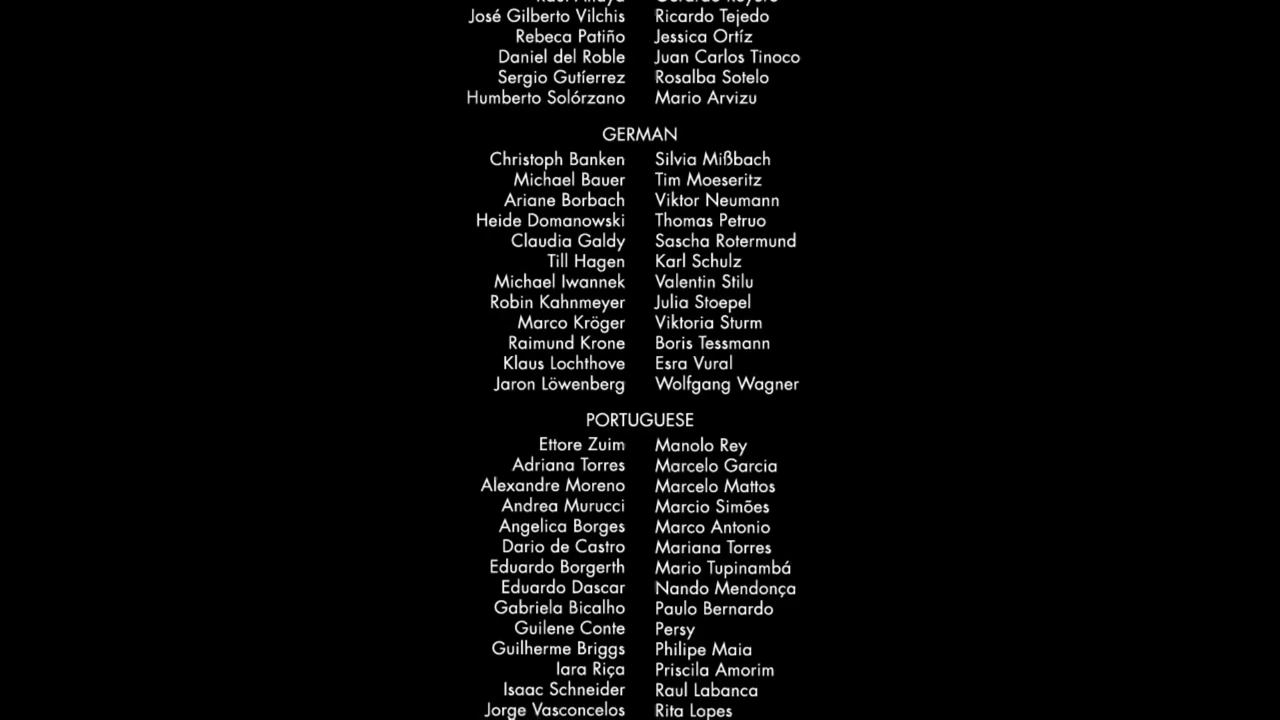 José Gilberto Vilchis Ricardo Tejedo
Rebeca Patiño Jessica Ortíz
Daniel del Roble Juan Carlos Tinoco
Sergio Gutíerrez Rosalba Sotelo
Humberto Solórzano Mario Arvizu
GERMAN
Christoph Banken Silvia Mißbach
Michael Bauer Tim Moeseritz
Ariane Borbach Viktor Neumann
Heide Domanowski Thomas Petruo
Claudia Galdy Sascha Rotermund
Till Hagen Karl Schulz
Michael Iwannek Valentin Stilu
Robin Kahnmeyer Julia Stoepel
Marco Kröger Viktoria Sturm
Raimund Krone Boris Tessmann
Klaus Lochthove Esra Vural
Jaron Löwenberg Wolfgang Wagner
PORTUGUESE
Ettore Zuim Manolo Rey
Adriana Torres Marcelo Garcia
Alexandre Moreno Marcelo Mattos
Andrea Murucci Marcio Simões
Angelica Borges Marco Antonio
Dario de Castro Mariana Torres
Eduardo Borgerth Mario Tupinambá
Eduardo Dascar Nando Mendonça
Gabriela Bicalho Paulo Bernardo
Guilene Conte Persy
Guilherme Briggs Philipe Maia
Iara Riça Priscila Amorim
Isaac Schneider Raul Labanca
Jorge Vasconcelos Rita Lopes